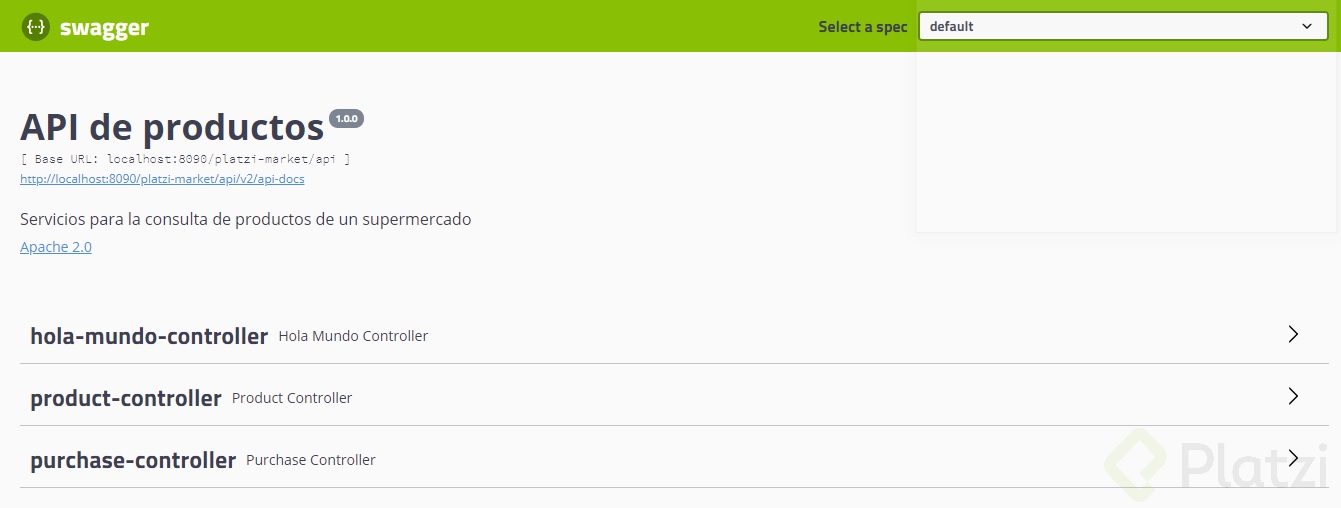 swagger
Select a spec default
API de productos 1.0.0
[ Base URL: localhost:8090/platzi-market/api ]
http://localhost:8090/platzi-market/api/v2/api-docs
Servicios para la consulta de productos de un supermercado
Apache 2.0
hola-mundo-controller Hola Mundo Controller
product-controller Product Controller
purchase-controller Purchase Controller
Platzi